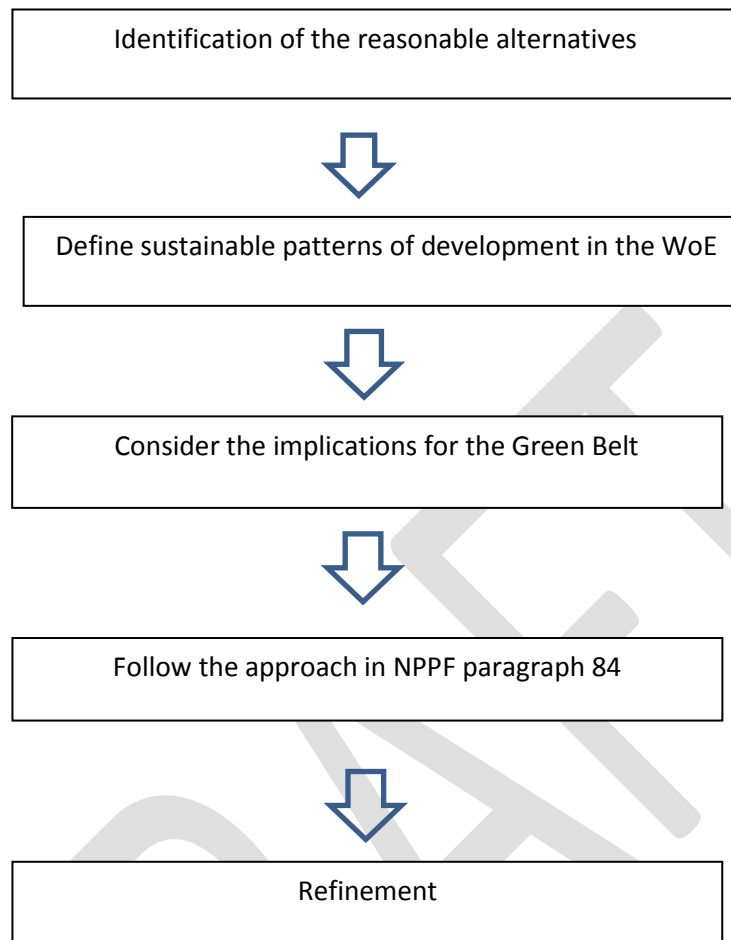 Identification of the reasonable alternatives
Define sustainable patterns of development in the WoE
Consider the implications for the Green Belt
Follow the approach in NPPF paragraph 84
Refinement
DRAFT